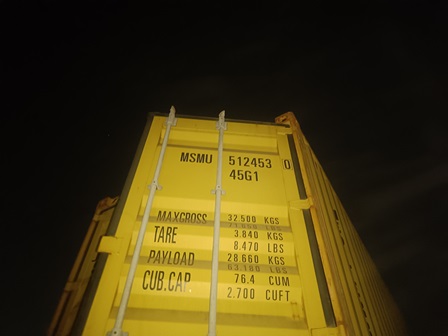 MSMU 512453 0
45G1
MAXGROSS 32.500 KGS
71.650 LBS
TARE 3.840 KGS
8.470 LBS
PAYLOAD 28.660 KGS
63.180 LBS
CUB.CAP. 76.4 CUM
2.700 CUFT